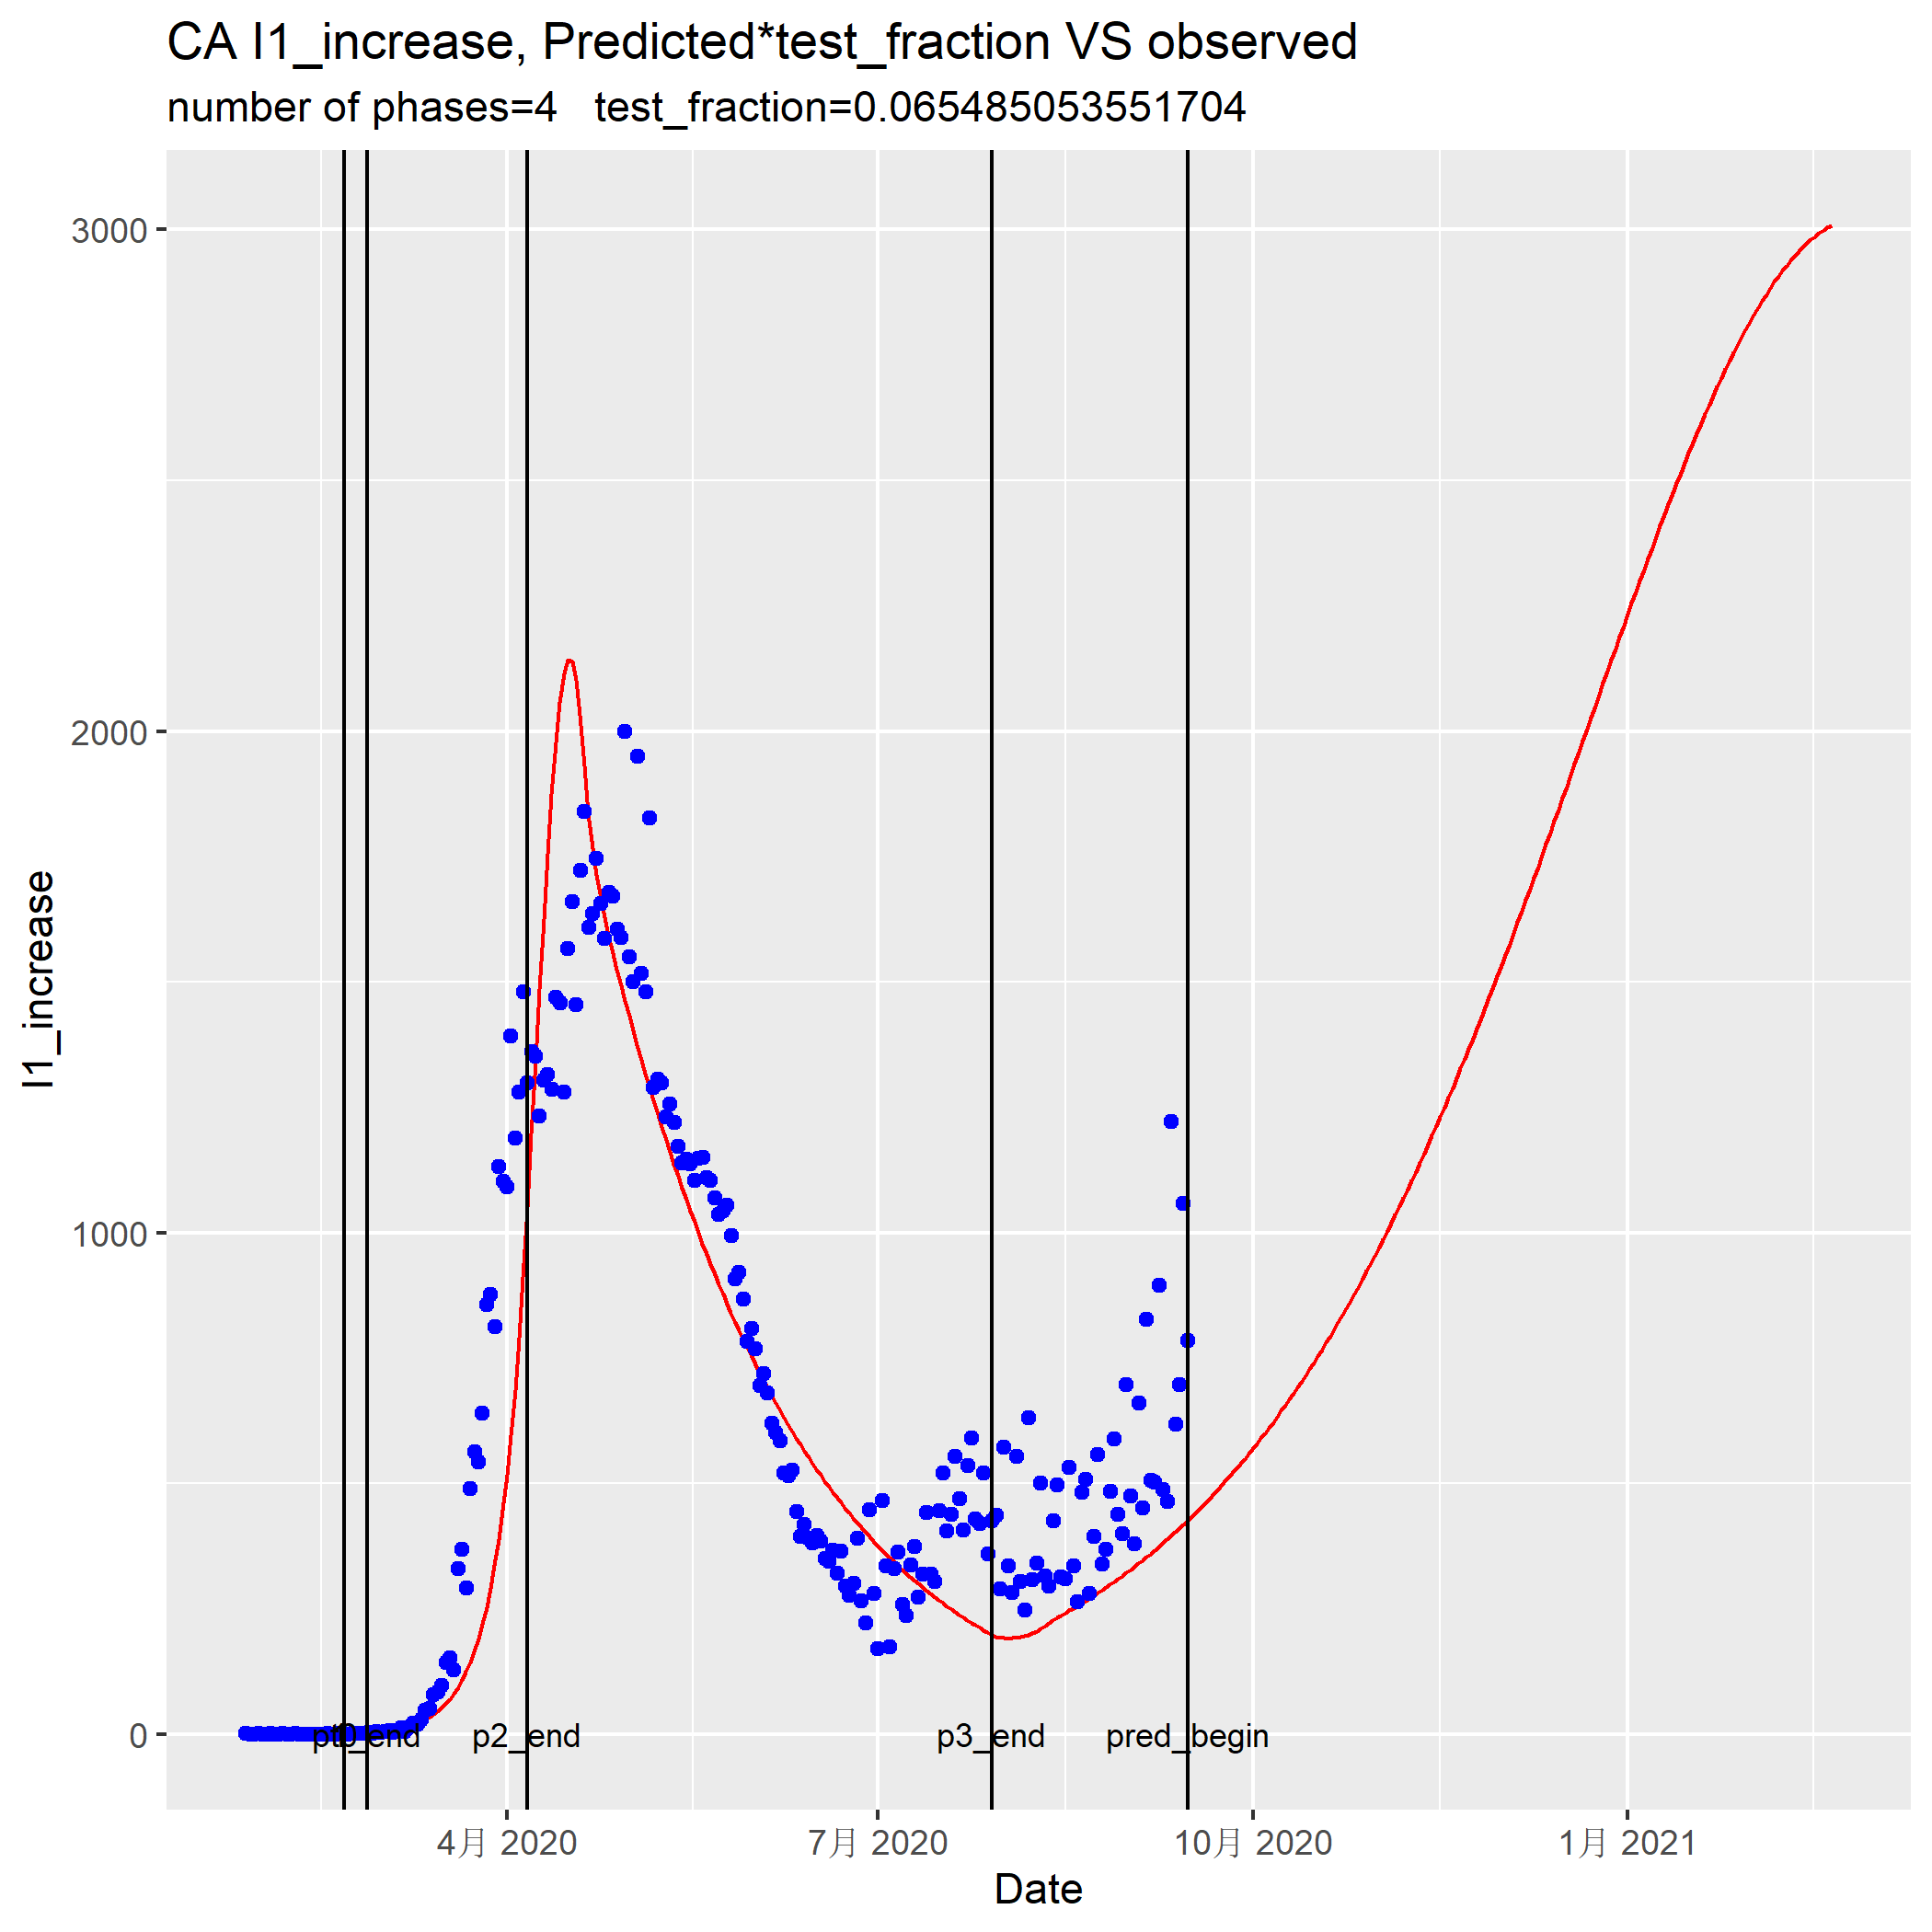 CA I1_increase, Predicted*test_fraction VS observed
number of phases=4 test_fraction=0.065485053551704
3000
2000
1000
0
I1_increase
p2_end
p3_end
pred_begin
4月 2020
7月 2020
10月 2020
1月 2021
Date